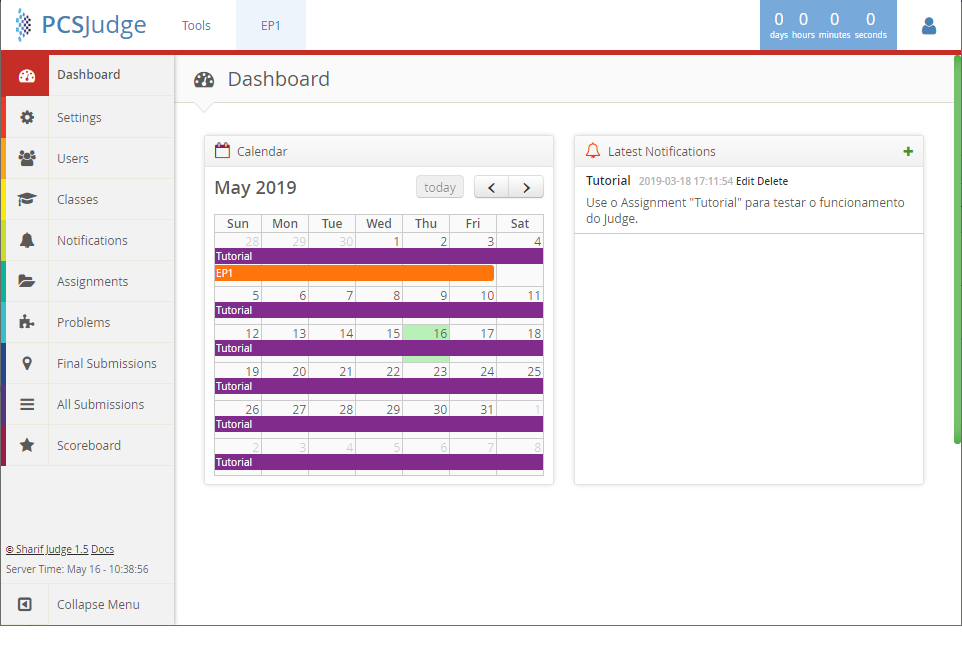 PCSJudge Tools EP1
0 0 0 0
days hours minutes seconds
Dashboard
Settings
Users
Classes
Notifications
Assignments
Problems
Final Submissions
All Submissions
Scoreboard
© Sharif Judge 1.5 Docs
Server Time: May 16 - 10:38:56
Collapse Menu
Dashboard
Calendar
May 2019 today
Sun Mon Tue Wed Thu Fri Sat
28 29 30 1 2 3 4
Tutorial
EP1
5 6 7 8 9 10 11
Tutorial
12 13 14 15 16 17 18
Tutorial
19 20 21 22 23 24 25
Tutorial
26 27 28 29 30 31 1
Tutorial
2 3 4 5 6 7 8
Tutorial
Latest Notifications
Tutorial 2019-03-18 17:11:54 Edit Delete
Use o Assignment "Tutorial" para testar o funcionamento
do Judge.